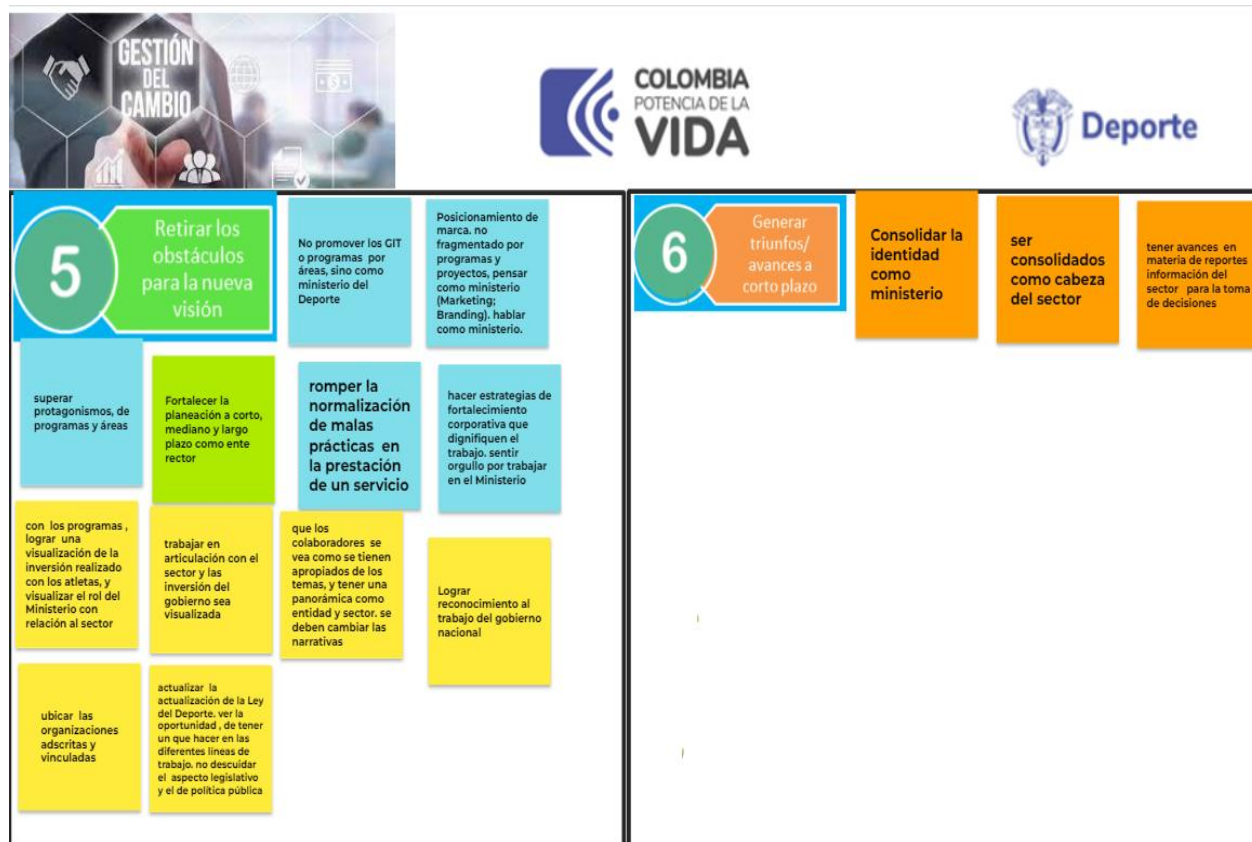 GESTIÓN
DEL
CAMBIO
COLOMBIA
POTENCIA DE LA
VIDA
Deporte
5
Retirar los
obstáculos
para la nueva
visión
No promover los GIT
o programas por
áreas, sino como
ministerio del
Deporte
Posicionamiento de
marca. no
fragmentado por
programas y
proyectos, pensar
como ministerio
(Marketing;
Branding). hablar
como ministerio.
superar
protagonismos, de
programas y áreas
Fortalecer la
planeación a corto,
mediano y largo
plazo como ente
rector
romper la
normalización
de malas
prácticas en
la prestación
de un servicio
hacer estrategias de
fortalecimiento
corporativa que
dignifiquen el
trabajo. sentir
orgullo por trabajar
en el Ministerio
con los programas ,
lograr una
visualización de la
inversión realizado
con los atletas, y
visualizar el rol del
Ministerio con
relación al sector
trabajar en
articulación con el
sector y las
inversión del
gobierno sea
visualizada
que los
colaboradores se
vea como se tienen
apropiados de los
temas, y tener una
panorámica como
entidad y sector. se
deben cambiar las
narrativas
Lograr
reconocimiento al
trabajo del gobierno
nacional
ubicar las
organizaciones
adscritas y
vinculadas
actualizar la
actualización de la Ley
del Deporte. ver la
oportunidad , de tener
un que hacer en las
diferentes líneas de
trabajo. no descuidar
el aspecto legislativo
y el de política pública
6
Generar
triunfos/
avances a
corto plazo
Consolidar la
identidad
como
ministerio
ser
consolidados
como cabeza
del sector
tener avances en
materia de reportes
información del
sector para la toma
de decisiones